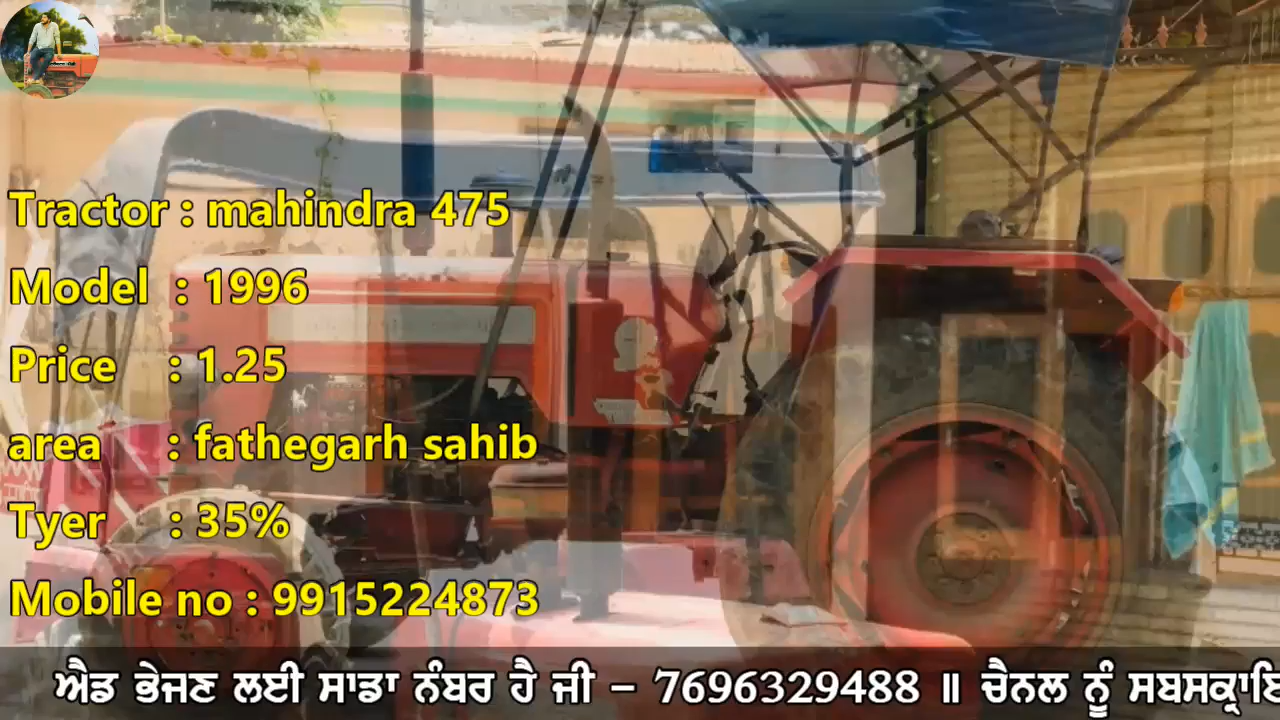 Tractor : mahindra 475
Model : 1996
Price : 1.25
area : fathegarh sahib
Tyer : 35%
Mobile no : 9915224873
ਐਡ ਭੇਜਣ ਲਈ ਸਾਡਾ ਨੰਬਰ ਹੈ ਜੀ – 7696329488 ॥ ਚੈਨਲ ਨੂੰ